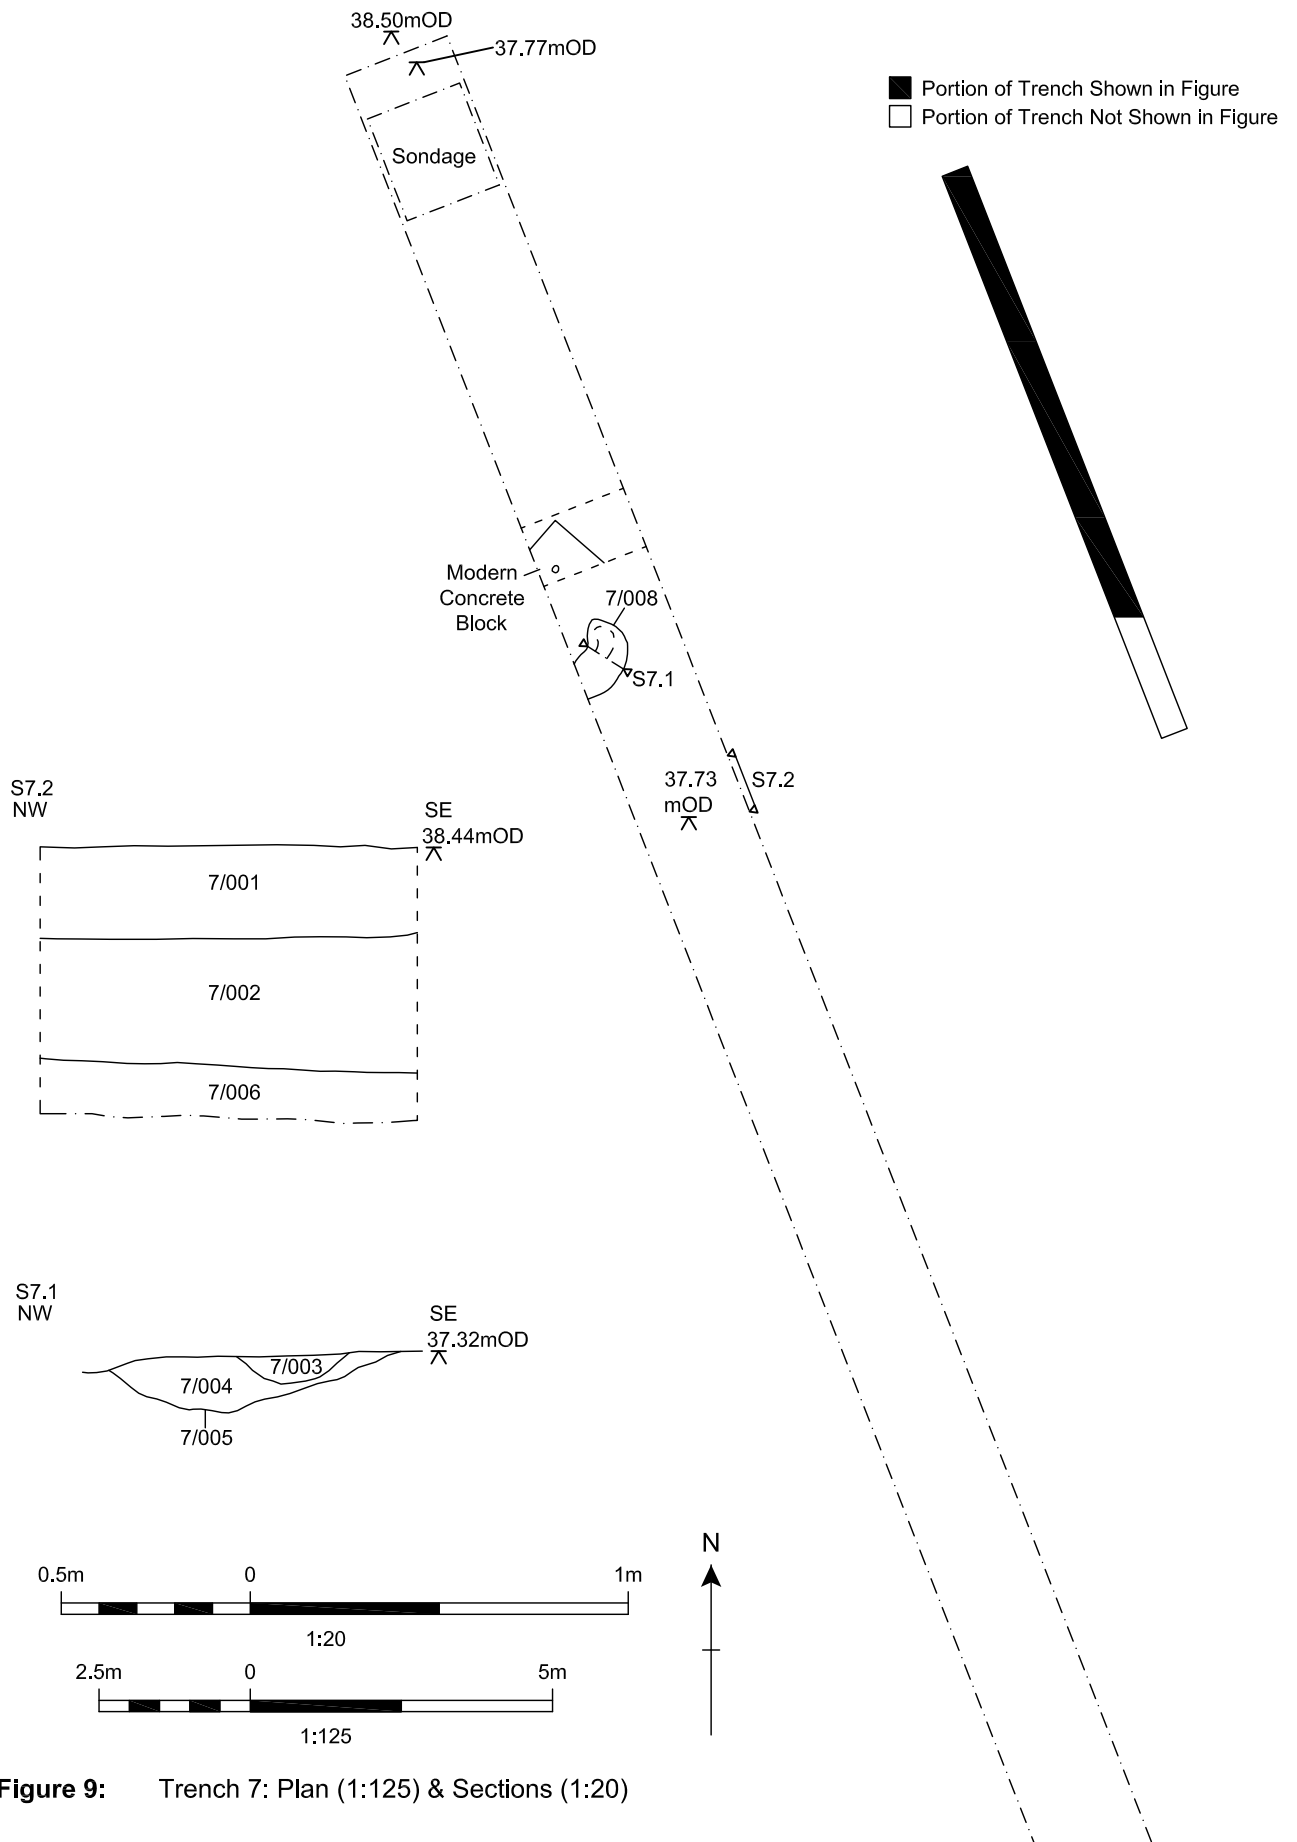 38.50mOD
37.77mOD
Portion of Trench Shown in Figure
Portion of Trench Not Shown in Figure
Sondage
Modern
Concrete
Block
7/008
S7.1
37.73
mOD
S7.2
S7.2
NW
SE
38.44mOD
7/001
7/002
7/006
S7.1
NW
SE
37.32mOD
7/003
7/004
7/005
N
0.5m 0 1m
1:20
2.5m 0 5m
1:125
Figure 9: Trench 7: Plan (1:125) & Sections (1:20)